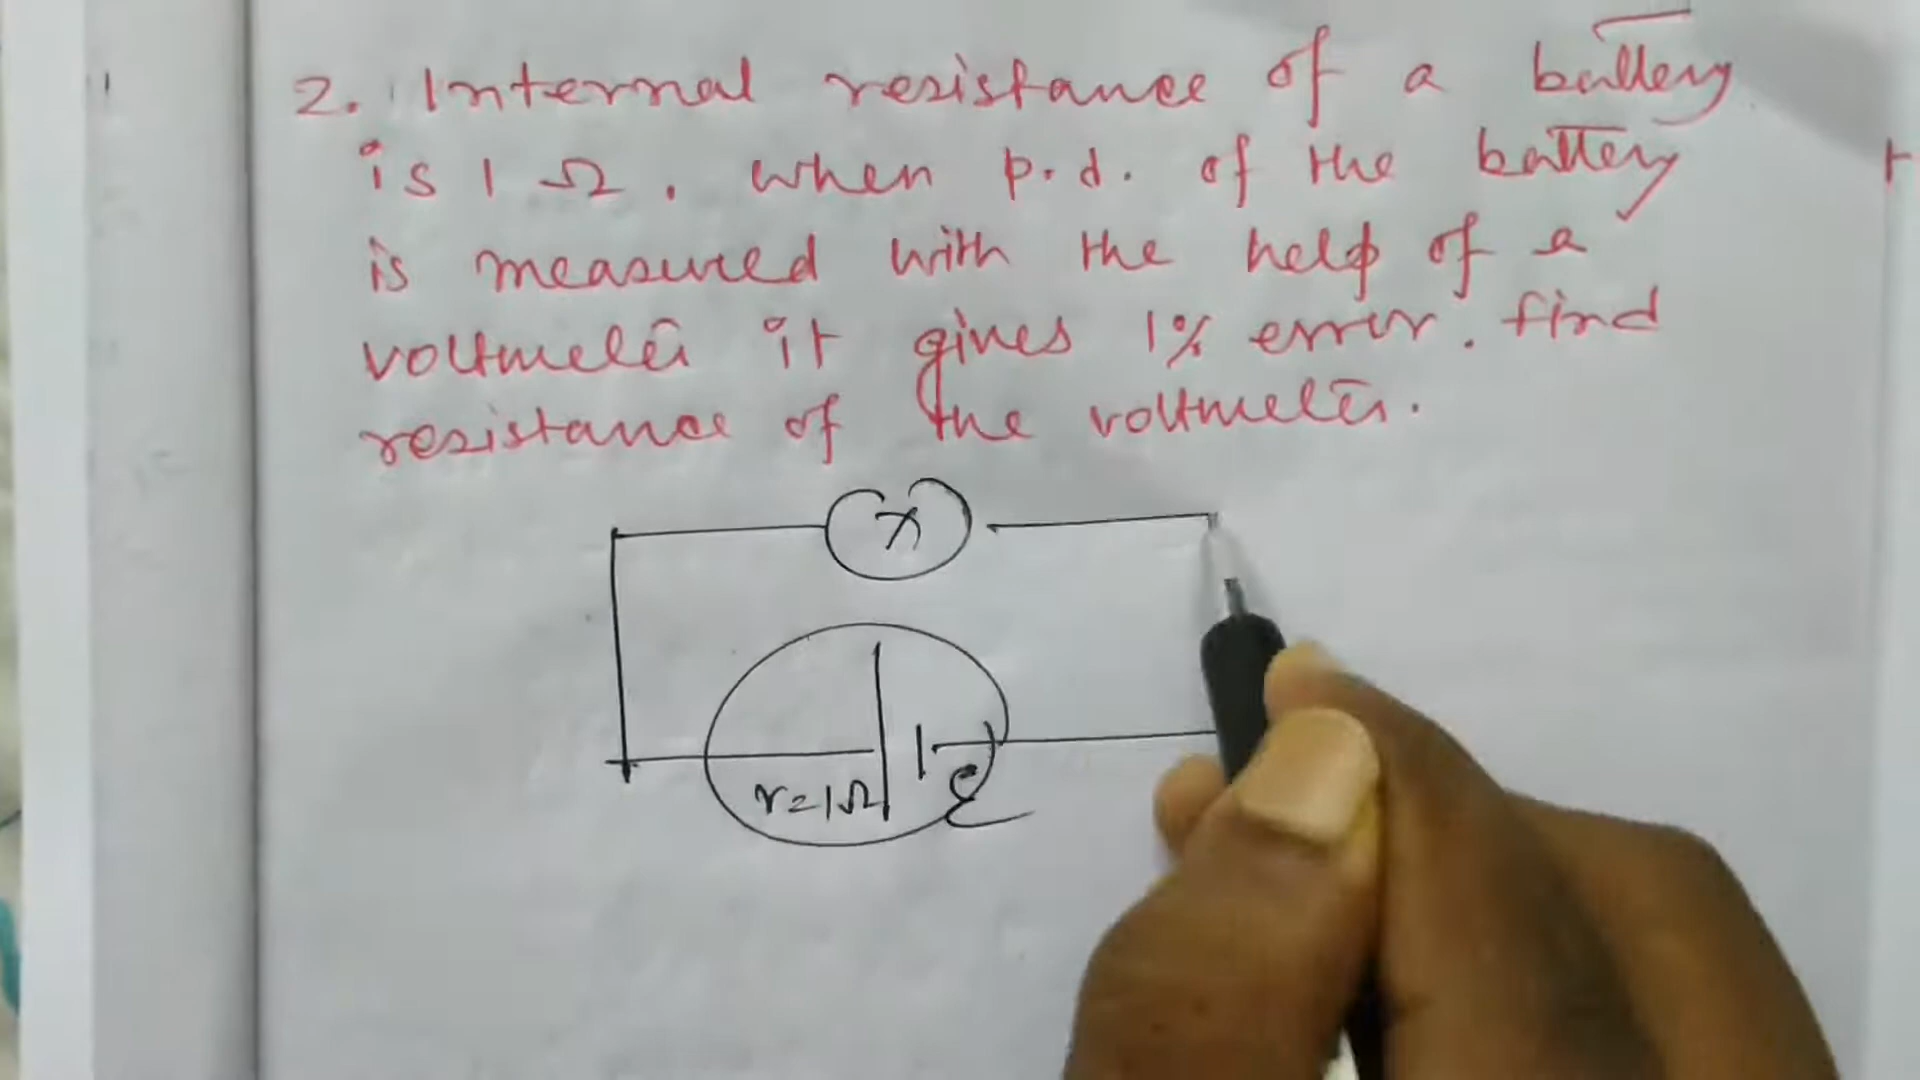 2. Internal resistance of a battery
is 1 Ω. when p.d. of the battery
is measured with the help of a
voltmeter it gives 1% error. find
resistance of the voltmeter.
x
r=1Ω
ε